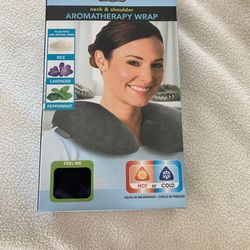 neck & shoulder
AROMATHERAPY WRAP
RICE
LAVENDER
PEPPERMINT
FEEL ME
HOT or COLD
HEATS IN MICROWAVE • COOLS IN FREEZER